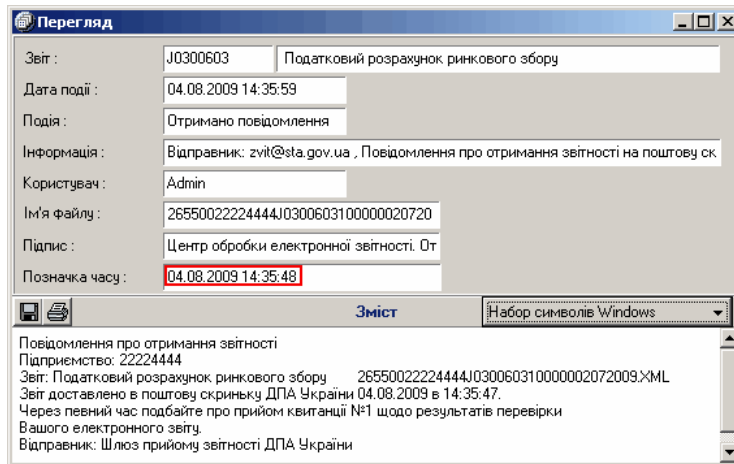 Перегляд
Звіт : J0300603 Податковий розрахунок ринкового збору
Дата події : 04.08.2009 14:35:59
Подія : Отримано повідомлення
Інформація : Відправник: zvit@sta.gov.ua , Повідомлення про отримання звітності на поштову ск
Користувач : Admin
Ім'я файлу : 26550022224444J0300603100000020720
Підпис : Центр обробки електронної звітності. От
Позначка часу : 04.08.2009 14:35:48
Зміст Набор символів Windows
Повідомлення про отримання звітності
Підприємство: 22224444
Звіт: Податковий розрахунок ринкового збору 26550022224444J0300603100000002072009.XML
Звіт доставлено в поштову скриньку ДПА України 04.08.2009 в 14:35:47.
Через певний час подбайте про прийом квитанції №1 щодо результатів перевірки
Вашого електронного звіту.
Відправник: Шлюз прийому звітності ДПА України